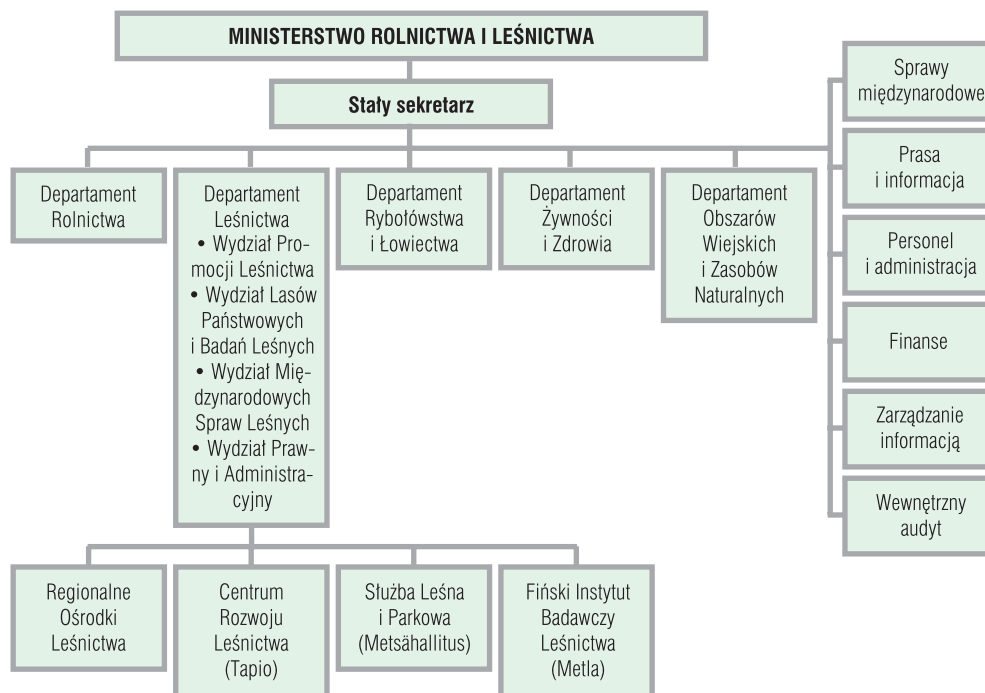 MINISTERSTWO ROLNICTWA I LEŚNICTWA
Stały sekretarz
Departament
Rolnictwa
Departament
Leśnictwa
• Wydział Pro-
mocji Leśnictwa
• Wydział Lasów
Państwowych
i Badań Leśnych
• Wydział Mię-
dzynarodowych
Spraw Leśnych
• Wydział Praw-
ny i Administra-
cyjny
Departament
Rybołówstwa
i Łowiectwa
Departament
Żywności
i Zdrowia
Departament
Obszarów
Wiejskich
i Zasobów
Naturalnych
Sprawy
międzynarodowe
Prasa
i informacja
Personel
i administracja
Finanse
Zarządzanie
informacją
Wewnętrzny
audyt
Regionalne
Ośrodki
Leśnictwa
Centrum
Rozwoju
Leśnictwa
(Tapio)
Służba Leśna
i Parkowa
(Metsähallitus)
Fiński Instytut
Badawczy
Leśnictwa
(Metla)